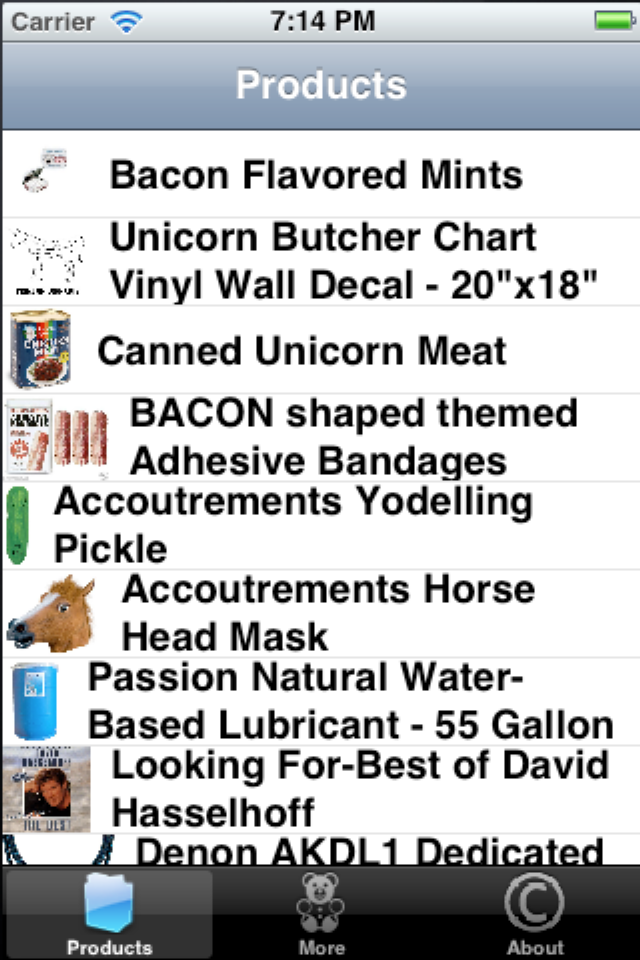 Carrier 7:14 PM
Products
Bacon Flavored Mints
Unicorn Butcher Chart
Vinyl Wall Decal - 20"x18"
Canned Unicorn Meat
BACON shaped themed
Adhesive Bandages
Accoutrements Yodelling
Pickle
Accoutrements Horse
Head Mask
Passion Natural Water-
Based Lubricant - 55 Gallon
Looking For-Best of David
Hasselhoff
Denon AKDL1 Dedicated
Products More About